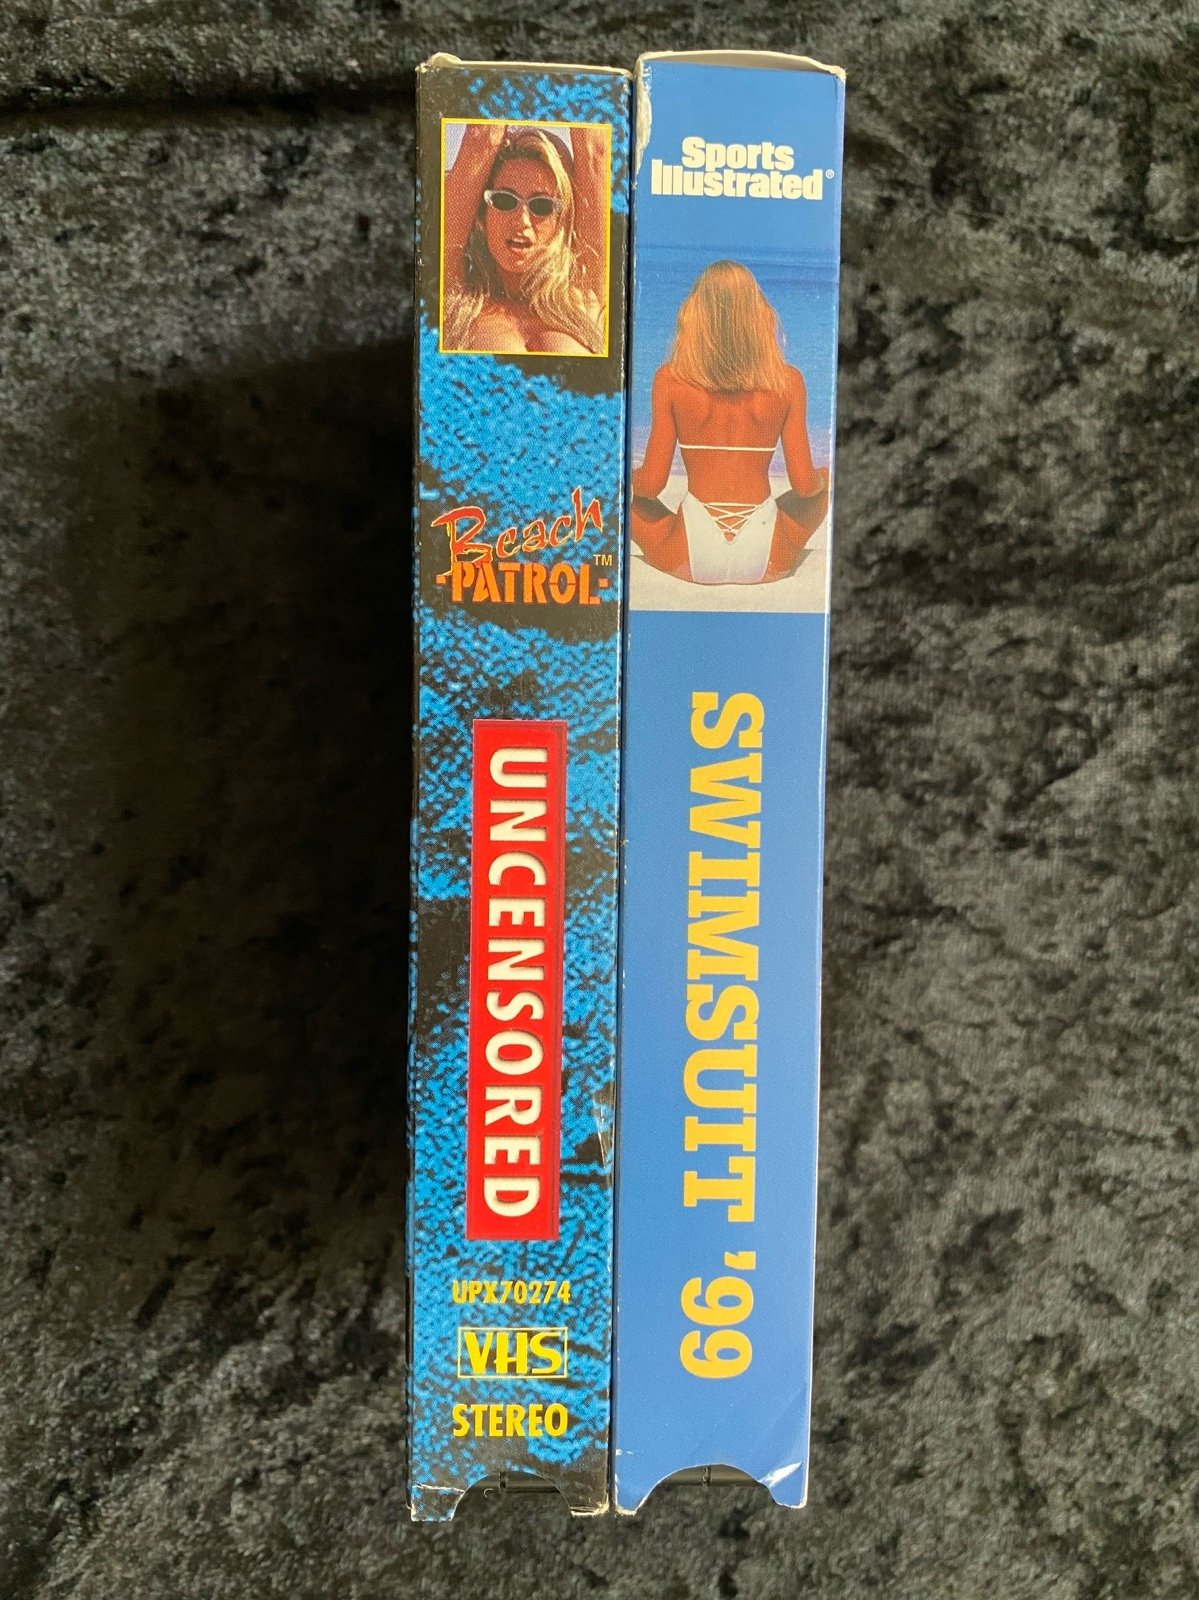 Beach
-PATROL-™
UNCENSORED
UPX70274
VHS
STEREO
Sports
Illustrated®
SWIMSUIT '99